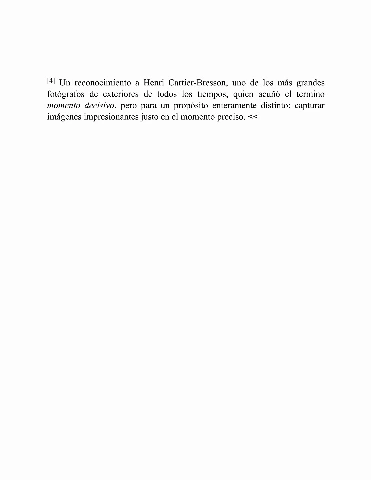 [4] Un reconocimiento a Henri Cartier-Bresson, uno de los más grandes
fotógrafos de exteriores de todos los tiempos, quien acuñó el término
momento decisivo, pero para un propósito enteramente distinto: capturar
imágenes impresionantes justo en el momento preciso. <<